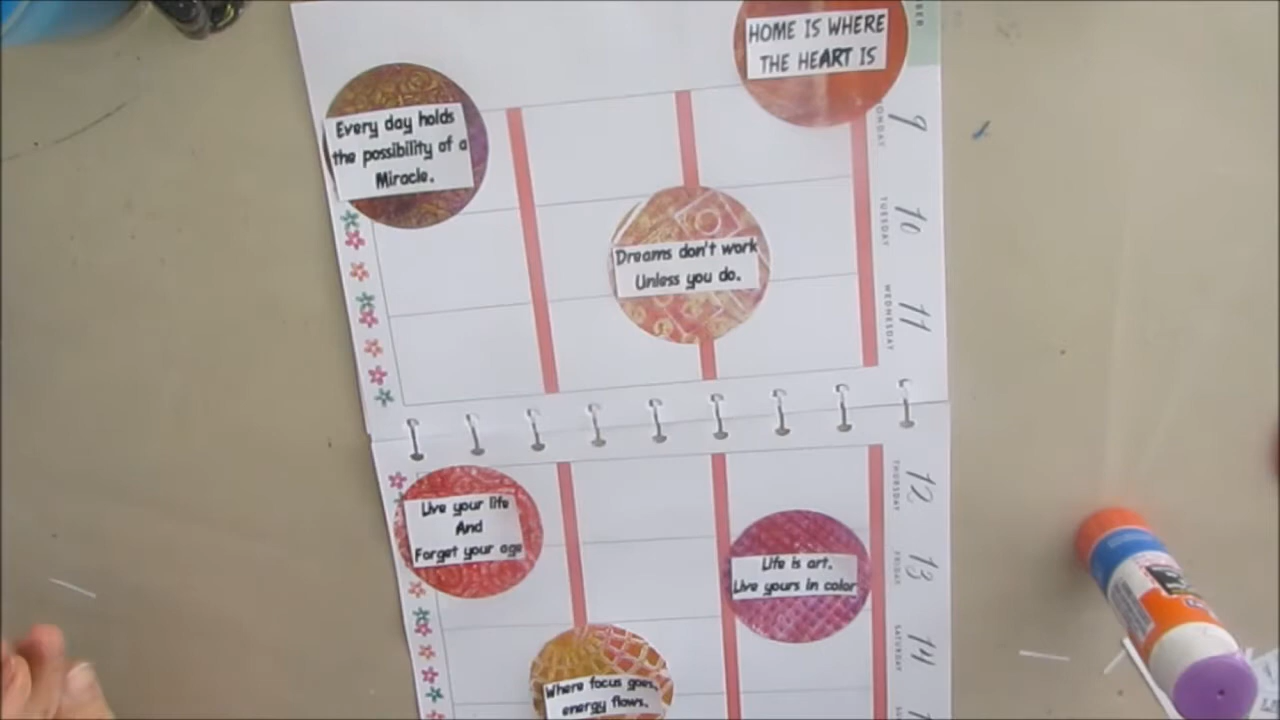 HOME IS WHERE
THE HEART IS
Every day holds
the possibility of a
Miracle.
Dreams don't work
Unless you do.
9
10
TUESDAY
11
WEDNESDAY
Live your life
And
Forget your age
Life is art.
Live yours in color
Where focus goes,
energy flows.
12
THURSDAY
13
FRIDAY
14
SATURDAY